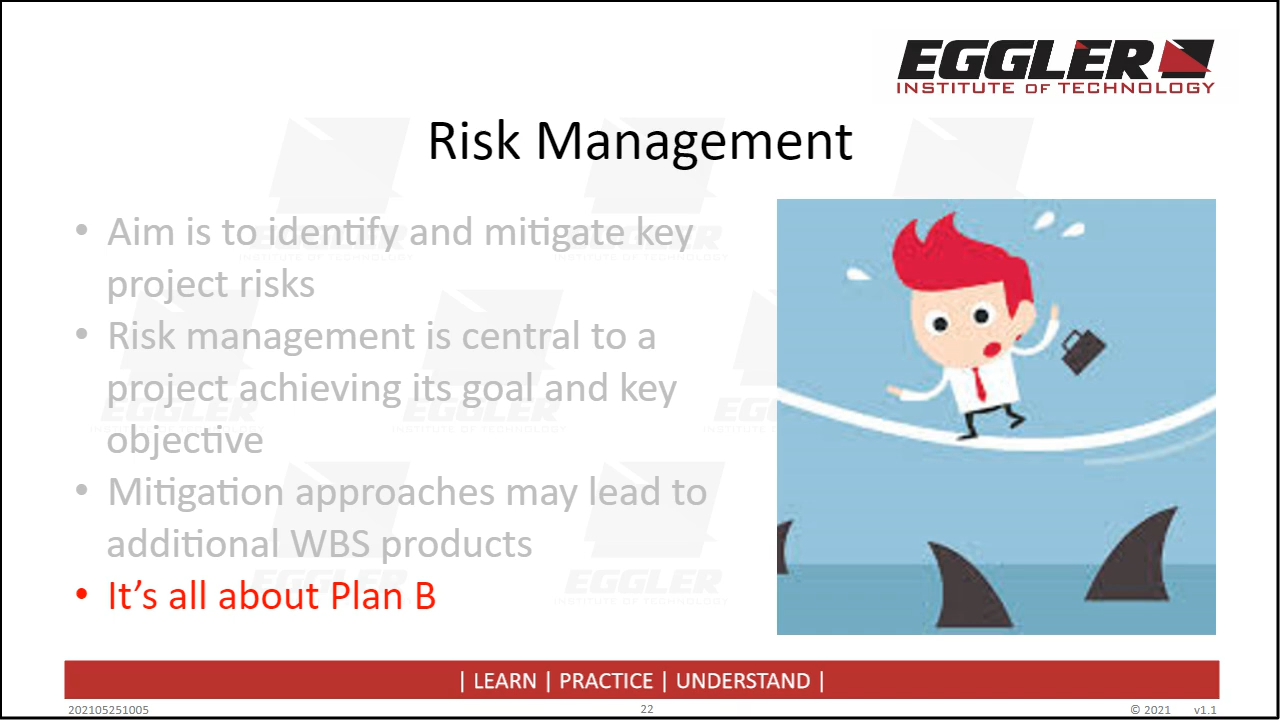 EGGLER
INSTITUTE OF TECHNOLOGY
Risk Management
• Aim is to identify and mitigate key
project risks
• Risk management is central to a
project achieving its goal and key
objective
• Mitigation approaches may lead to
additional WBS products
• It’s all about Plan B
| LEARN | PRACTICE | UNDERSTAND |
202105251005
22
© 2021 v1.1